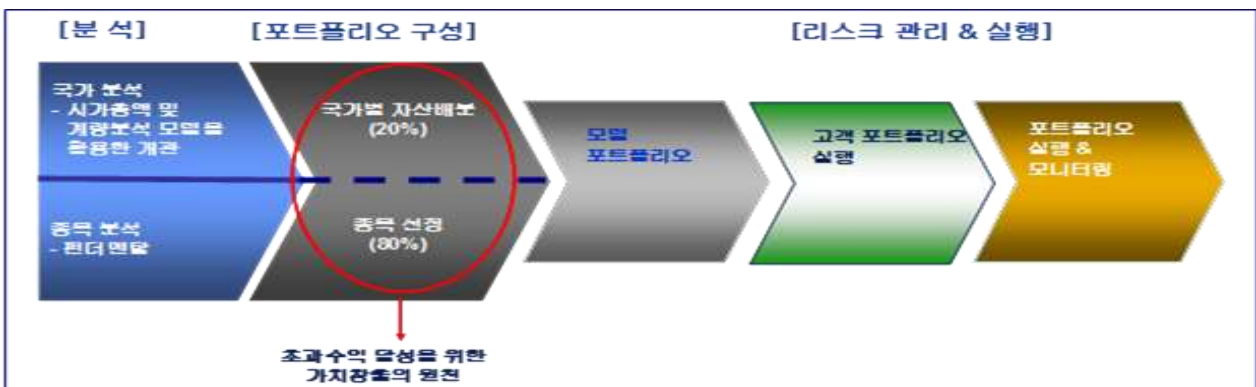 [분 석]
[포트폴리오 구성]
[리스크 관리 & 실행]
국가 분석
- 시가총액 및
계량분석 모델을
활용한 개관
종목 분석
- 펀더멘탈
국가별 자산배분
(20%)
종목 선정
(80%)
모델
포트폴리오
고객 포트폴리오
실행
포트폴리오
실행 &
모니터링
초과수익 달성을 위한
가치창출의 원천